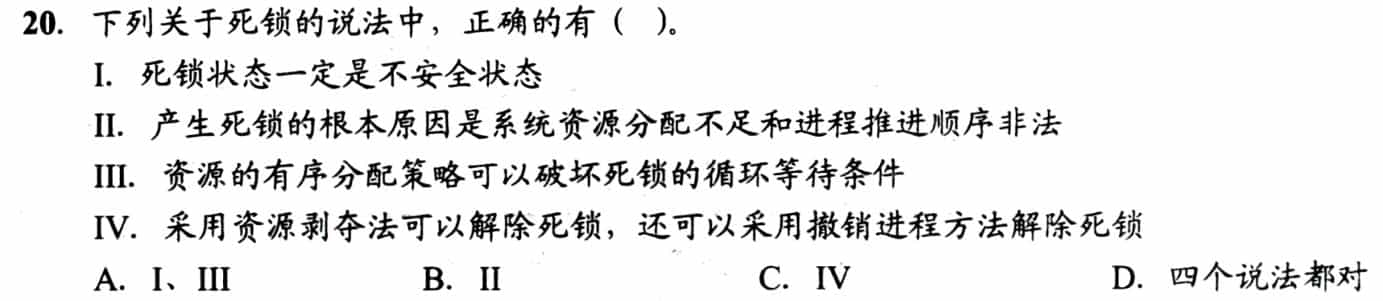 20. 下列关于死锁的说法中，正确的有（ ）。
I. 死锁状态一定是不安全状态
II. 产生死锁的根本原因是系统资源分配不足和进程推进顺序非法
III. 资源的有序分配策略可以破坏死锁的循环等待条件
IV. 采用资源剥夺法可以解除死锁，还可以采用撤销进程方法解除死锁
A. I、III B. II C. IV D. 四个说法都对